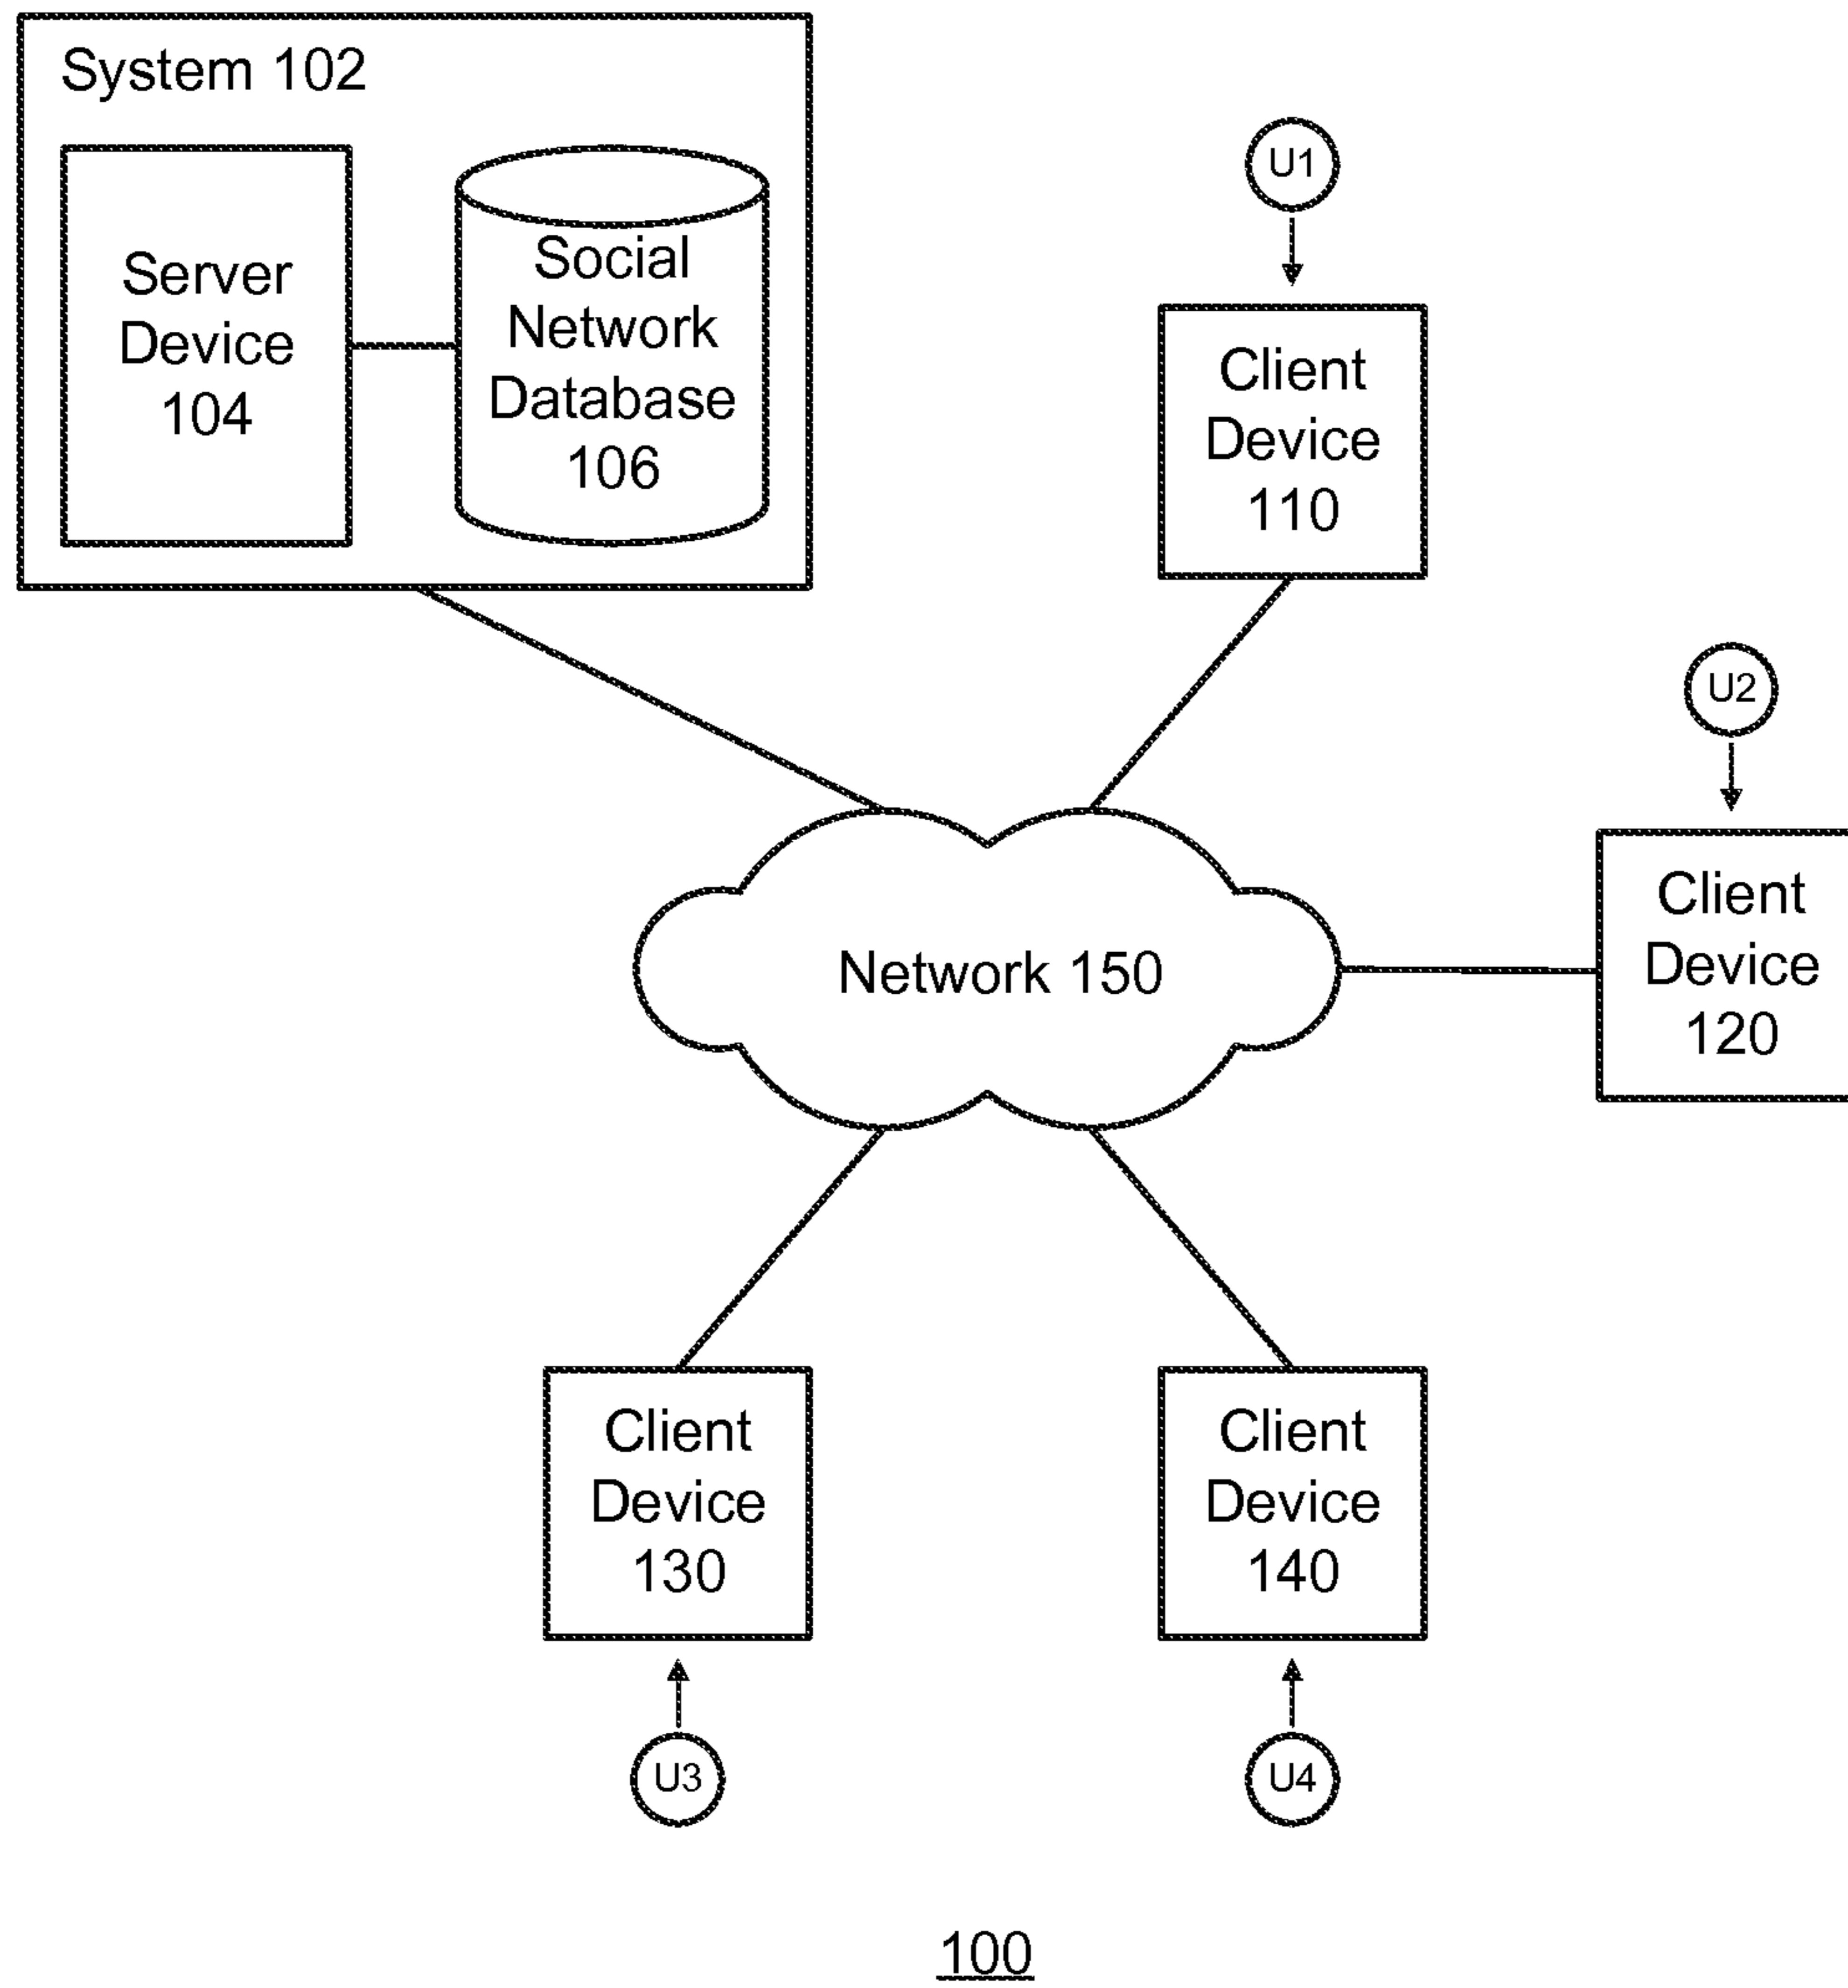 System 102
Server
Device
104
Social
Network
Database
106
U1
Client
Device
110
U2
Client
Device
120
Network 150
Client
Device
130
Client
Device
140
U3
U4
100